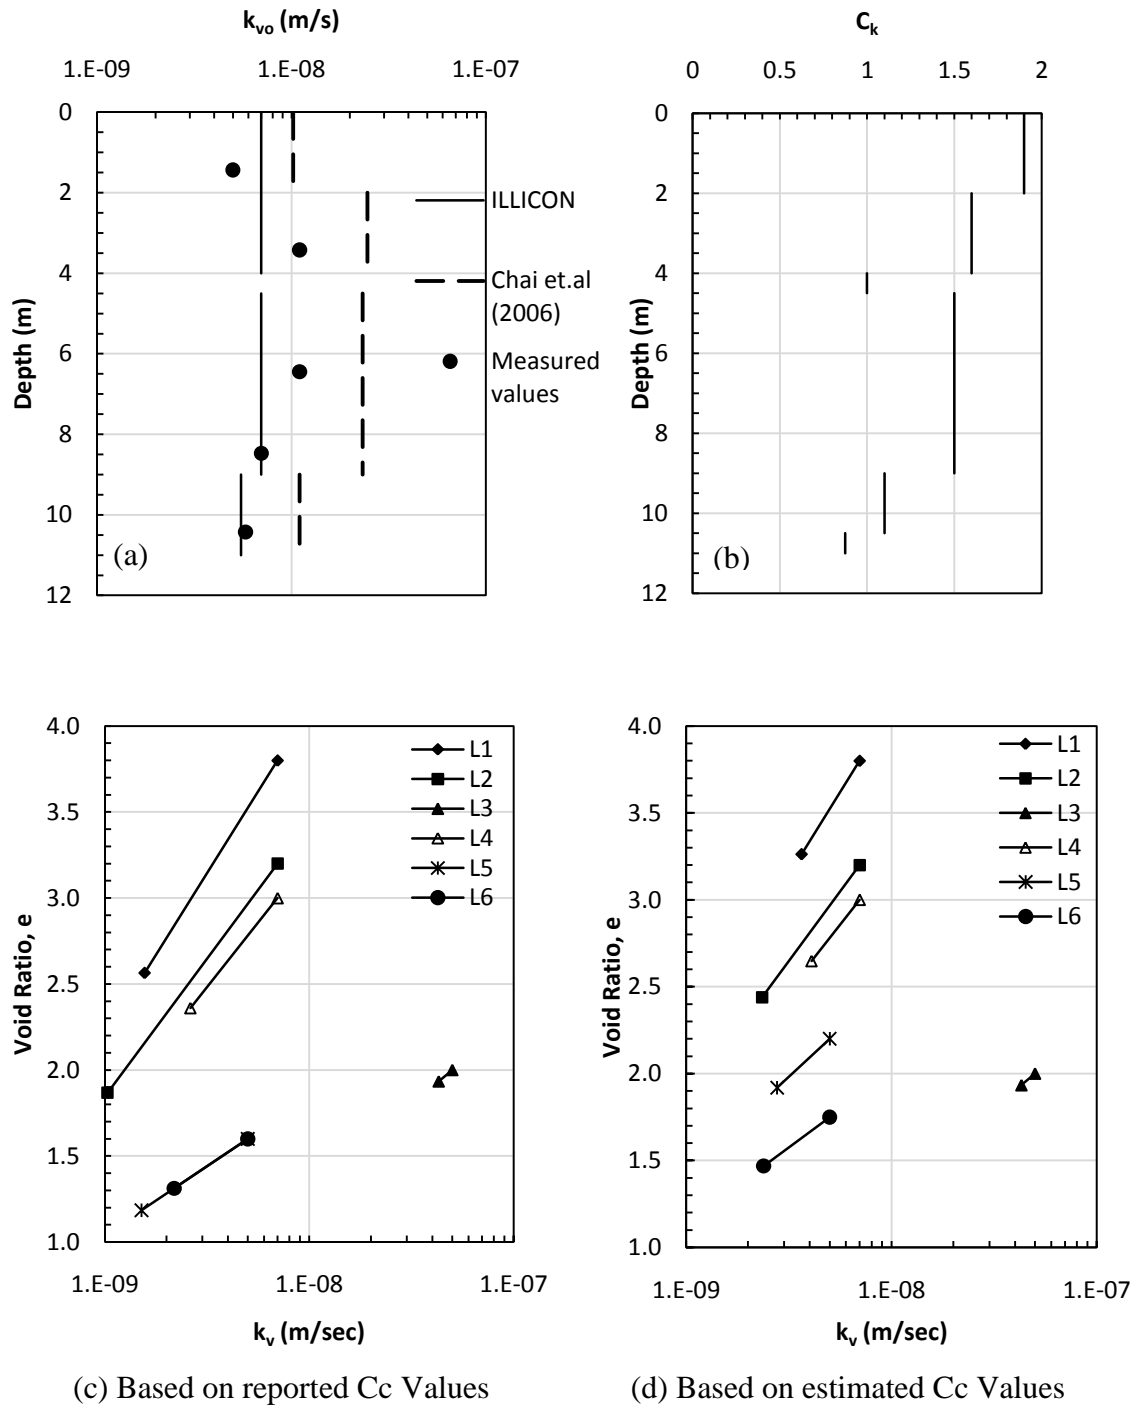 k_vo (m/s)
1.E-09 1.E-08 1.E-07
0
2
4
6
8
10
12
Depth (m)
ILLICON
Chai et.al
(2006)
Measured
values
(a)
C_k
0 0.5 1 1.5 2
0
2
4
6
8
10
12
Depth (m)
(b)
4.0
3.5
3.0
2.5
2.0
1.5
1.0
Void Ratio, e
L1
L2
L3
L4
L5
L6
1.E-09 1.E-08 1.E-07
k_v (m/sec)
(c) Based on reported Cc Values
4.0
3.5
3.0
2.5
2.0
1.5
1.0
Void Ratio, e
L1
L2
L3
L4
L5
L6
1.E-09 1.E-08 1.E-07
k_v (m/sec)
(d) Based on estimated Cc Values